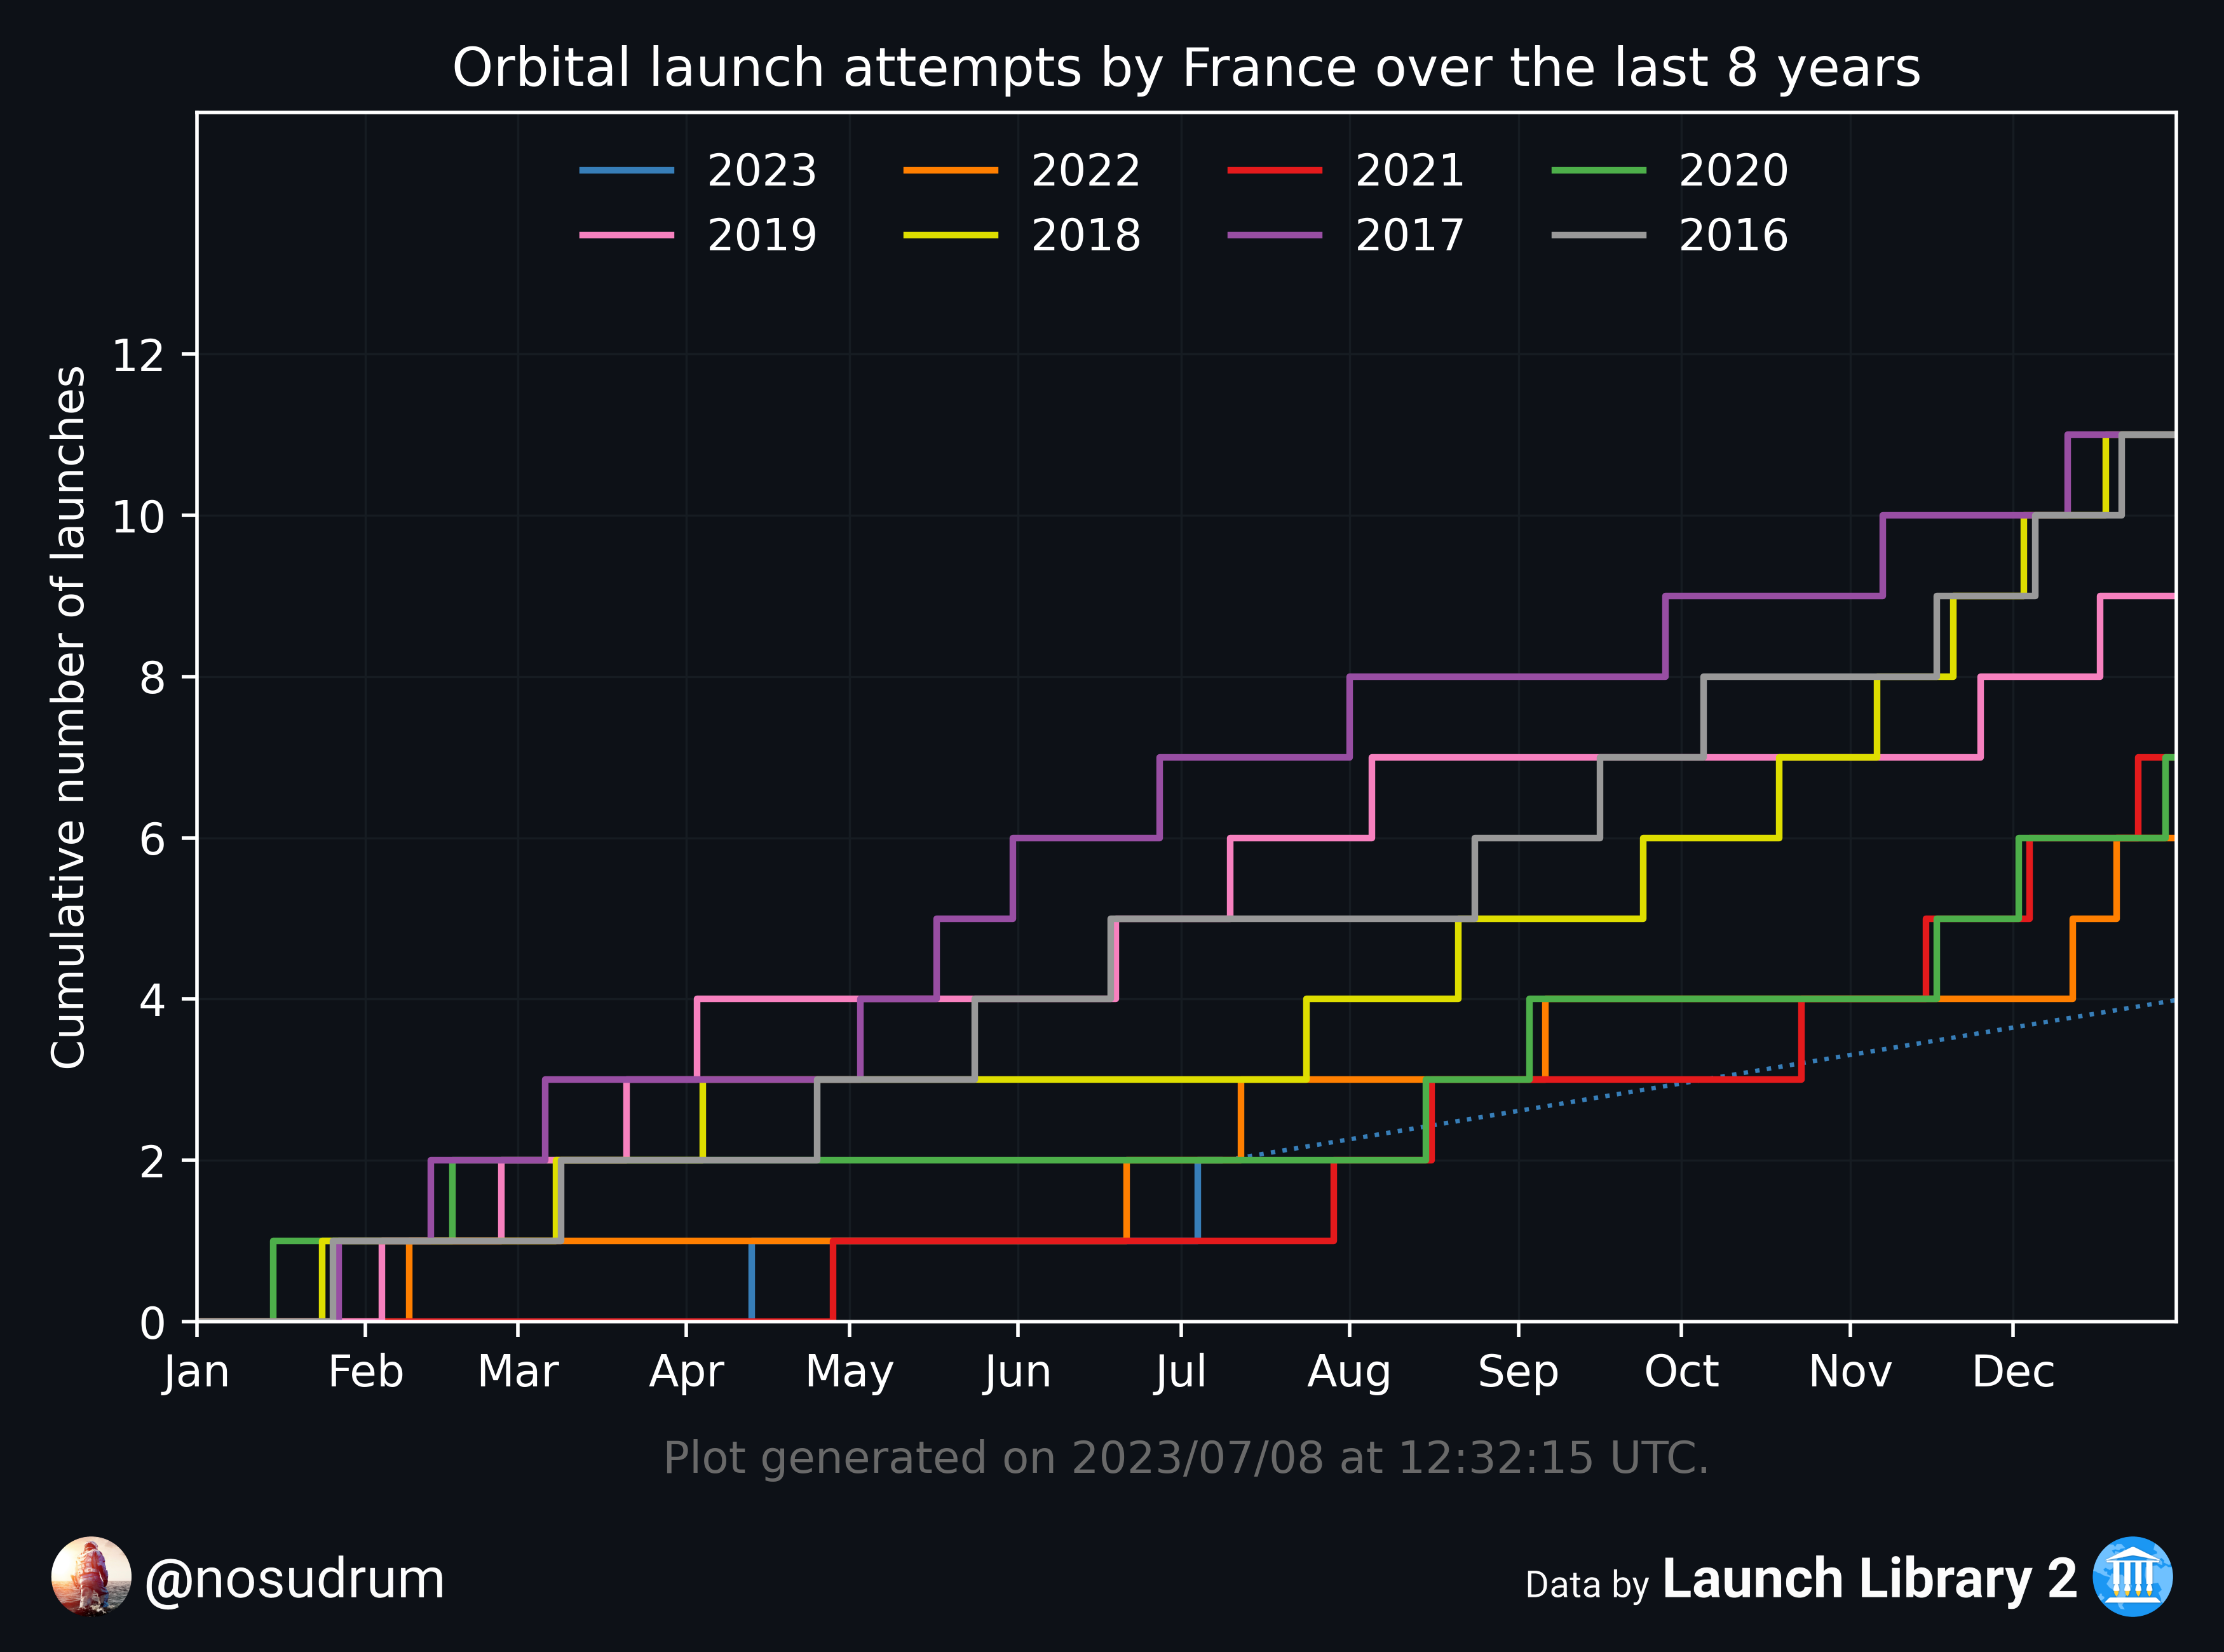 Orbital launch attempts by France over the last 8 years
2023 2022 2021 2020
2019 2018 2017 2016
Cumulative number of launches
12
10
8
6
4
2
0
Jan Feb Mar Apr May Jun Jul Aug Sep Oct Nov Dec
Plot generated on 2023/07/08 at 12:32:15 UTC.
@nosudrum
Data by Launch Library 2